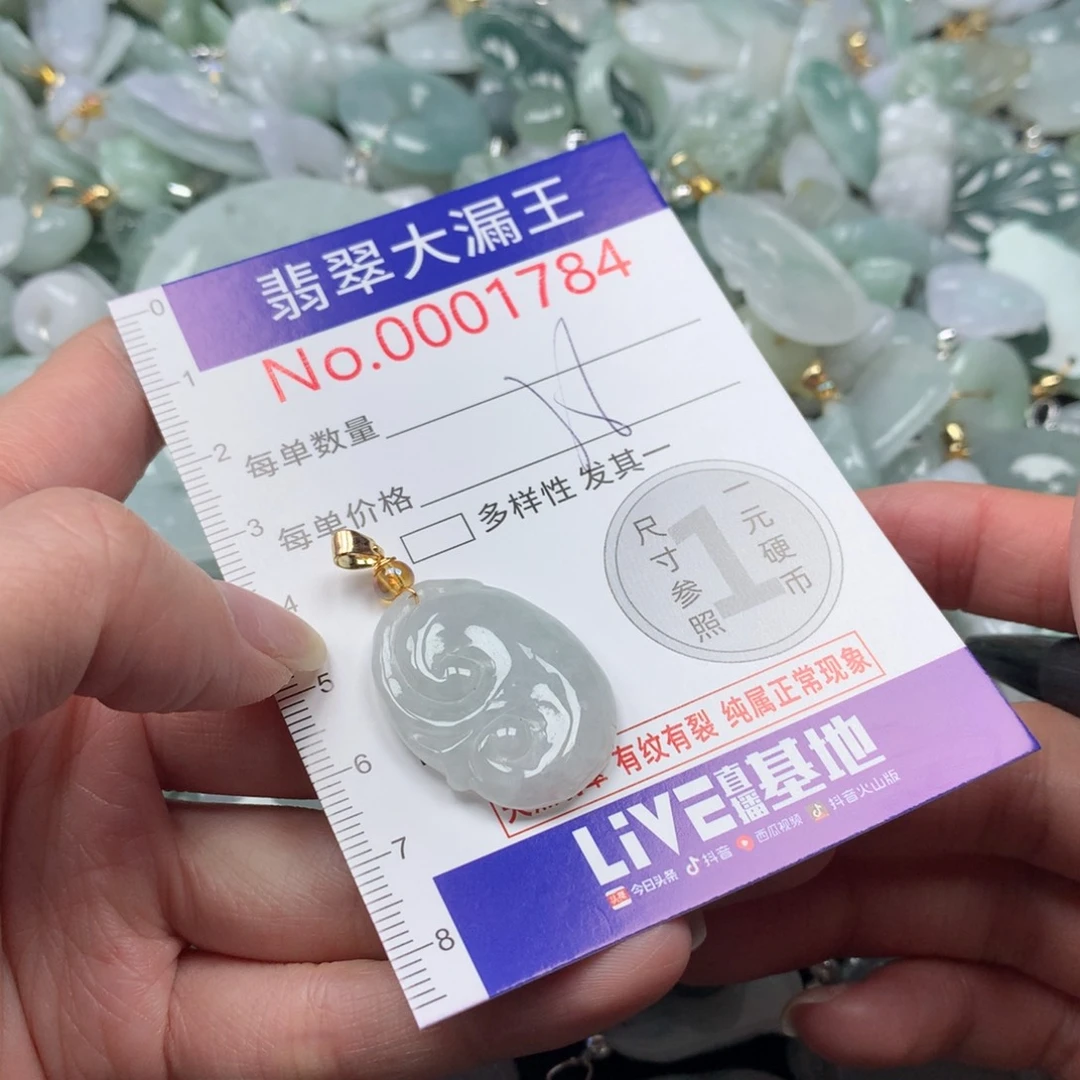 翡翠大漏王
No.0001784
每单数量
每单价格
多样性 发其一
尺寸参照
一元硬币
1
有纹有裂 纯属正常现象
LiVE直播基地
头条 今日头条 抖音 西瓜视频 抖音火山版
0
1
2
3
4
5
6
7
8